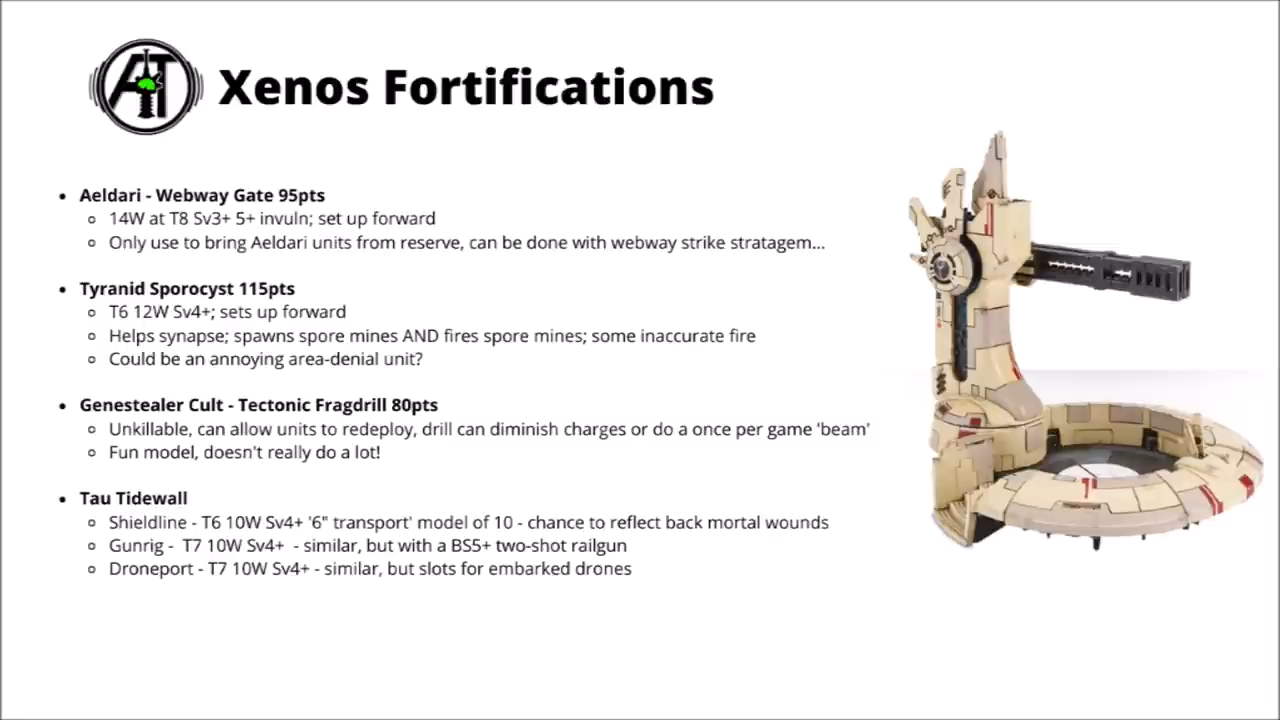 AT
Xenos Fortifications
• Aeldari - Webway Gate 95pts
○ 14W at T8 Sv3+ 5+ invuln; set up forward
○ Only use to bring Aeldari units from reserve, can be done with webway strike stratagem...
• Tyranid Sporocyst 115pts
○ T6 12W Sv4+; sets up forward
○ Helps synapse; spawns spore mines AND fires spore mines; some inaccurate fire
○ Could be an annoying area-denial unit?
• Genestealer Cult - Tectonic Fragdrill 80pts
○ Unkillable, can allow units to redeploy, drill can diminish charges or do a once per game 'beam'
○ Fun model, doesn't really do a lot!
• Tau Tidewall
○ Shieldline - T6 10W Sv4+ '6" transport' model of 10 - chance to reflect back mortal wounds
○ Gunrig - T7 10W Sv4+ - similar, but with a BS5+ two-shot railgun
○ Droneport - T7 10W Sv4+ - similar, but slots for embarked drones